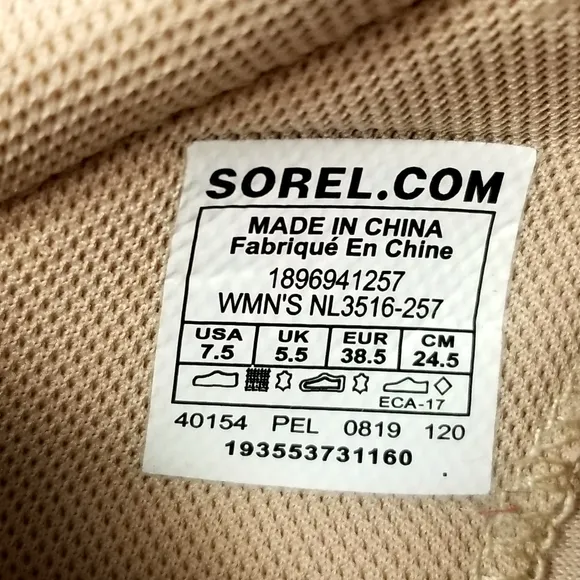 SOREL.COM
MADE IN CHINA
Fabriqué En Chine
1896941257
WMN'S NL3516-257
USA UK EUR CM
7.5 5.5 38.5 24.5
ECA-17
40154 PEL 0819 120
193553731160